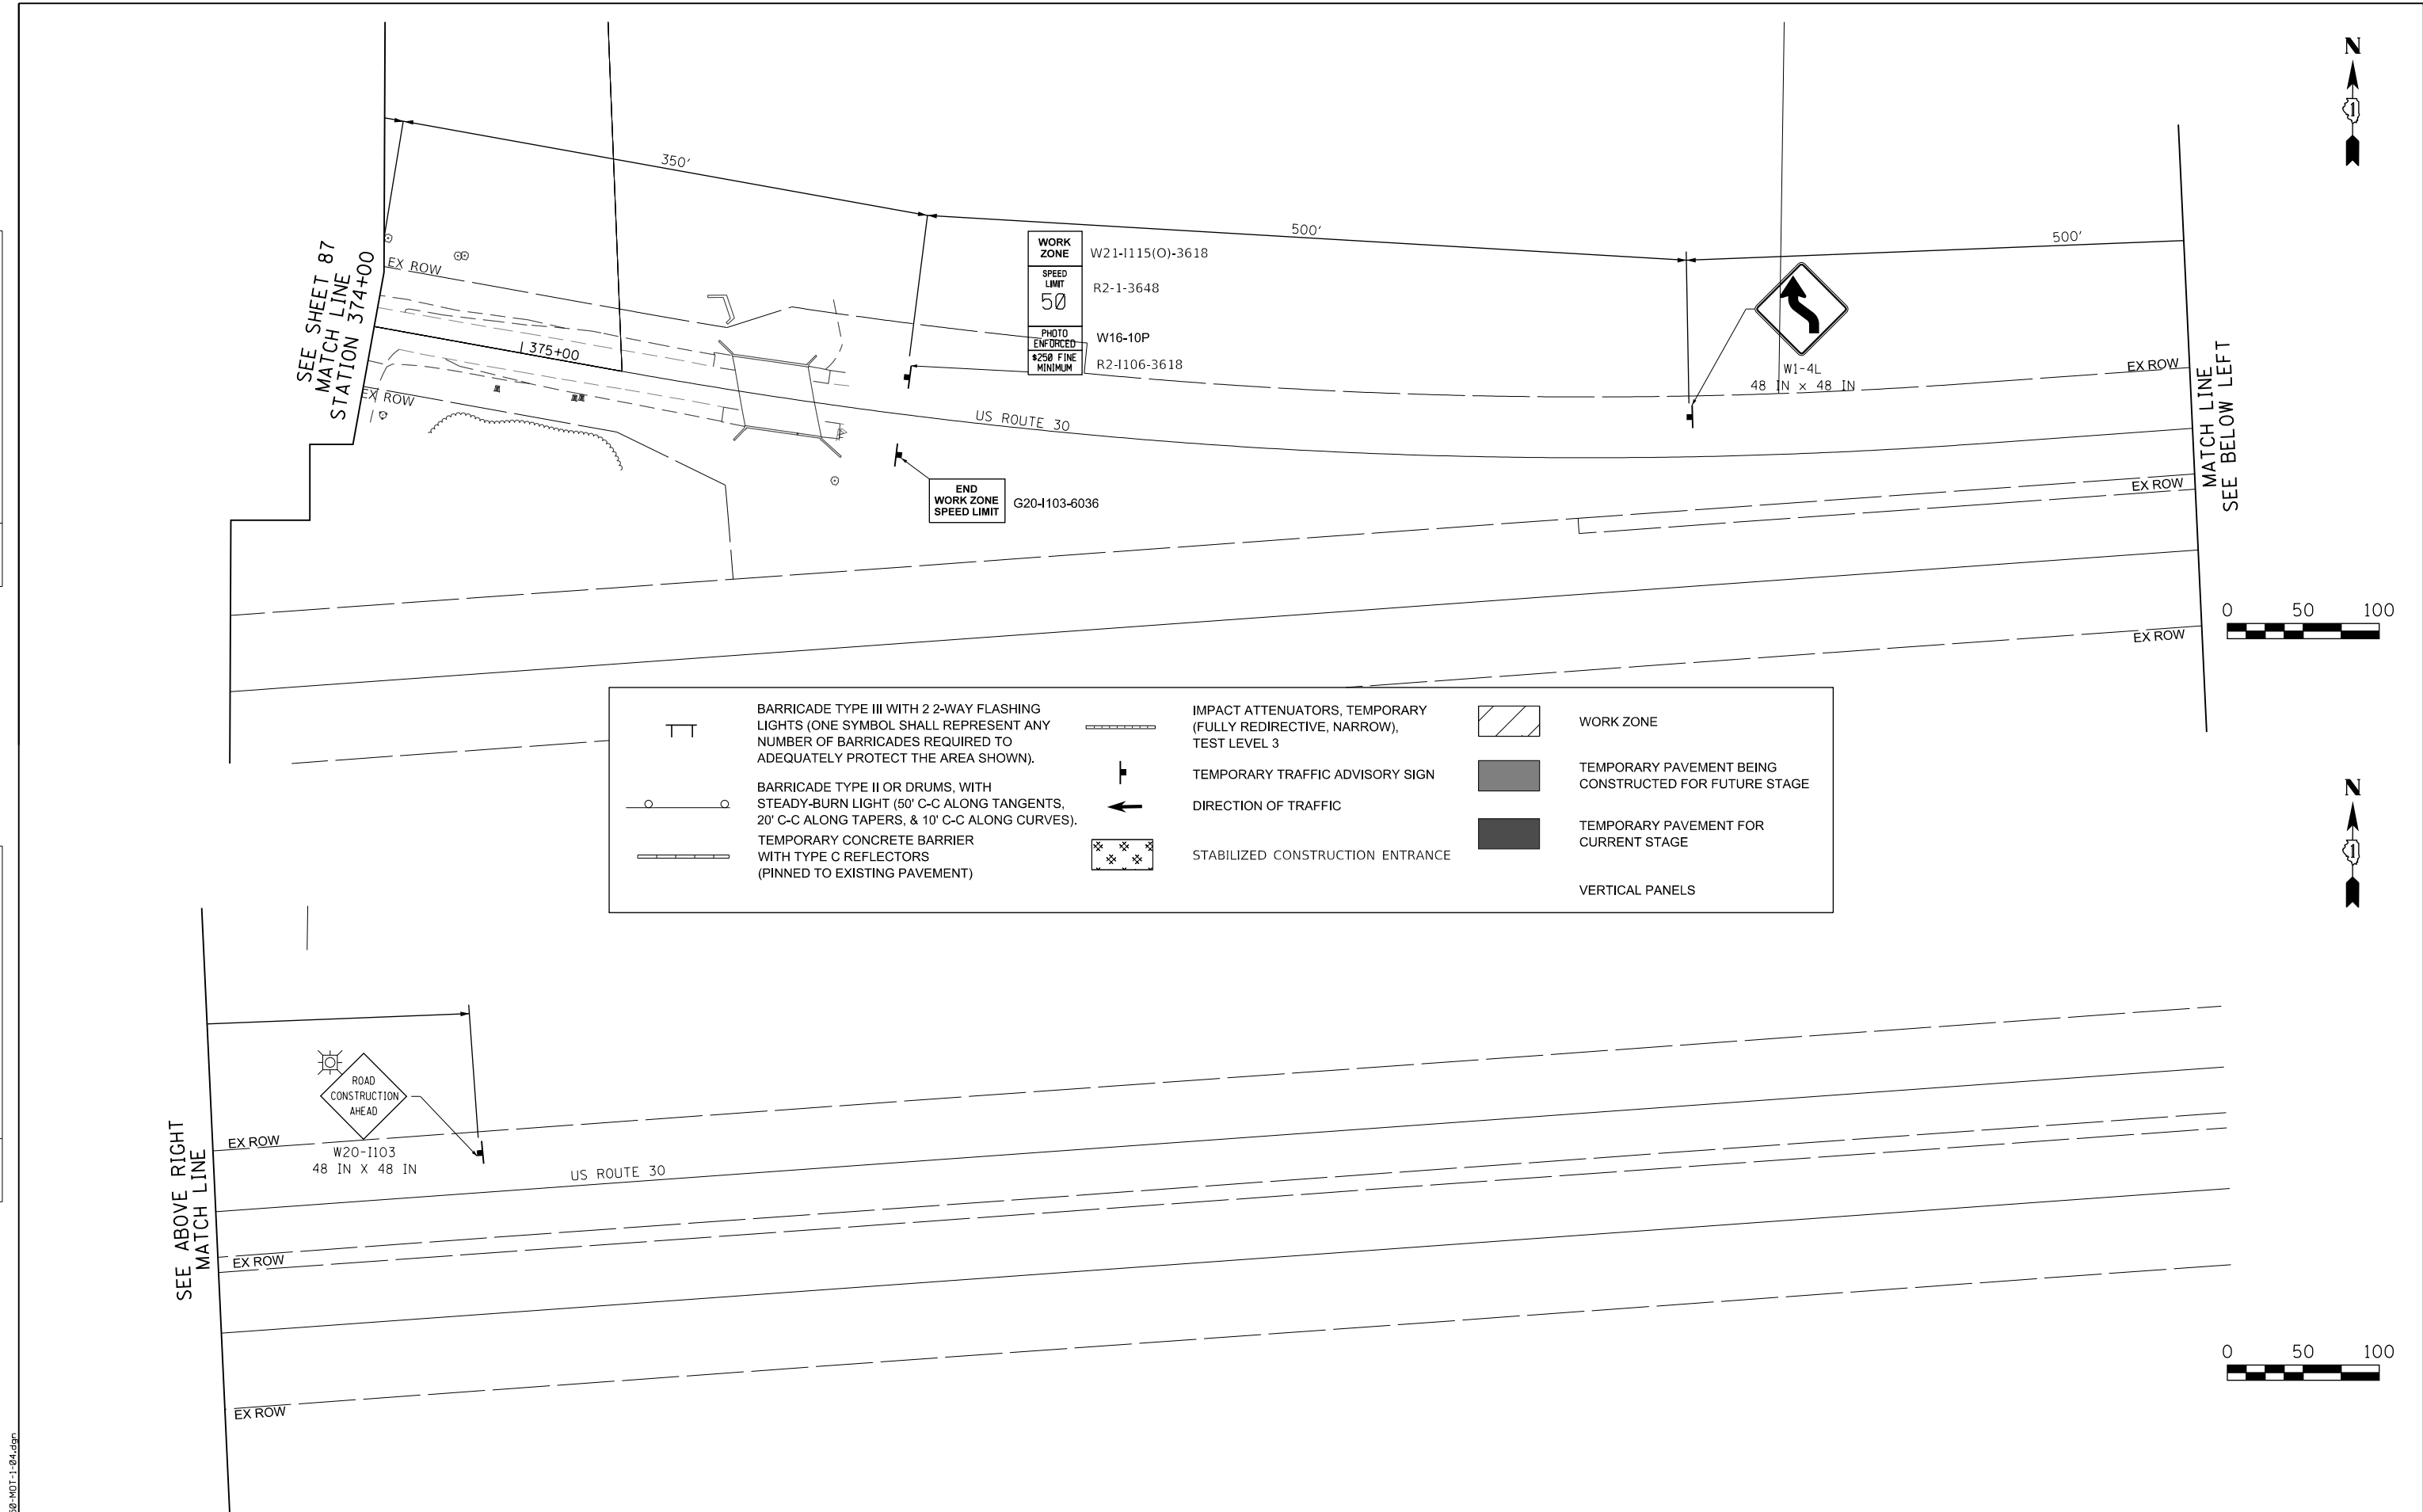 N
1
350'
500'
500'
SEE SHEET 87
MATCH LINE
STATION 374+00
EX ROW
375+00
EX ROW
WORK
ZONE
W21-I115(O)-3618
SPEED
LIMIT
50
R2-1-3648
PHOTO
ENFORCED
W16-10P
$250 FINE
MINIMUM
R2-I106-3618
W1-4L
48 IN x 48 IN
EX ROW
MATCH LINE
SEE BELOW LEFT
US ROUTE 30
END
WORK ZONE
SPEED LIMIT
G20-I103-6036
EX ROW
0 50 100
EX ROW
BARRICADE TYPE III WITH 2 2-WAY FLASHING
LIGHTS (ONE SYMBOL SHALL REPRESENT ANY
NUMBER OF BARRICADES REQUIRED TO
ADEQUATELY PROTECT THE AREA SHOWN).
BARRICADE TYPE II OR DRUMS, WITH
STEADY-BURN LIGHT (50' C-C ALONG TANGENTS,
20' C-C ALONG TAPERS, & 10' C-C ALONG CURVES).
TEMPORARY CONCRETE BARRIER
WITH TYPE C REFLECTORS
(PINNED TO EXISTING PAVEMENT)
IMPACT ATTENUATORS, TEMPORARY
(FULLY REDIRECTIVE, NARROW),
TEST LEVEL 3
TEMPORARY TRAFFIC ADVISORY SIGN
DIRECTION OF TRAFFIC
STABILIZED CONSTRUCTION ENTRANCE
WORK ZONE
TEMPORARY PAVEMENT BEING
CONSTRUCTED FOR FUTURE STAGE
TEMPORARY PAVEMENT FOR
CURRENT STAGE
VERTICAL PANELS
N
1
ROAD
CONSTRUCTION
AHEAD
W20-I103
48 IN X 48 IN
SEE ABOVE RIGHT
MATCH LINE
EX ROW
US ROUTE 30
EX ROW
0 50 100
EX ROW
-MOT-1-04.dgn